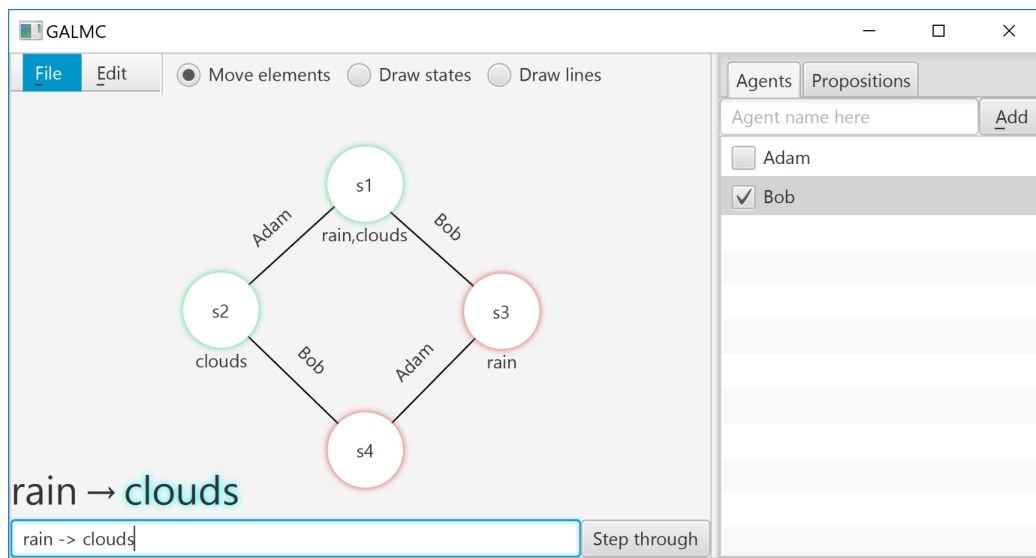 GALMC
File Edit Move elements Draw states Draw lines
Agents Propositions
Agent name here Add
Adam
Bob
s1
rain,clouds
Adam
Bob
s2
clouds
s3
rain
Bob
Adam
s4
rain → clouds
rain -> clouds
Step through